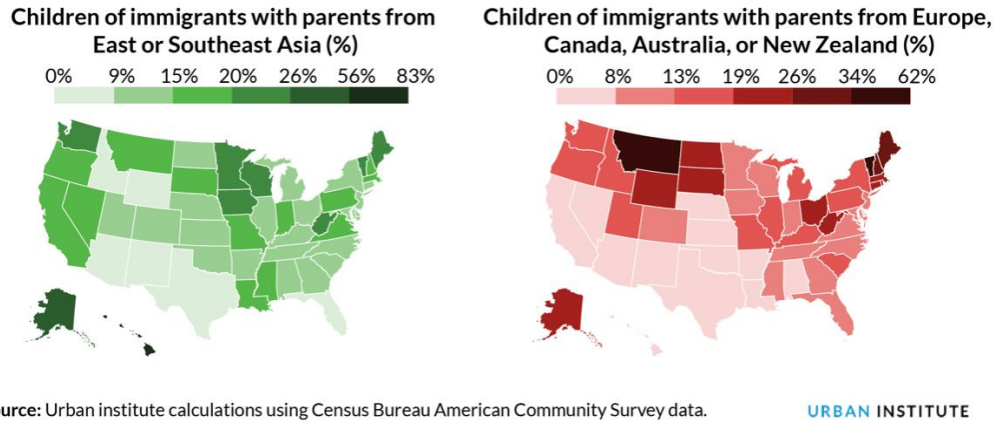 Children of immigrants with parents from
East or Southeast Asia (%)
0% 9% 15% 20% 26% 56% 83%
Children of immigrants with parents from Europe,
Canada, Australia, or New Zealand (%)
0% 8% 13% 19% 26% 34% 62%
urce: Urban institute calculations using Census Bureau American Community Survey data.
URBAN INSTITUTE